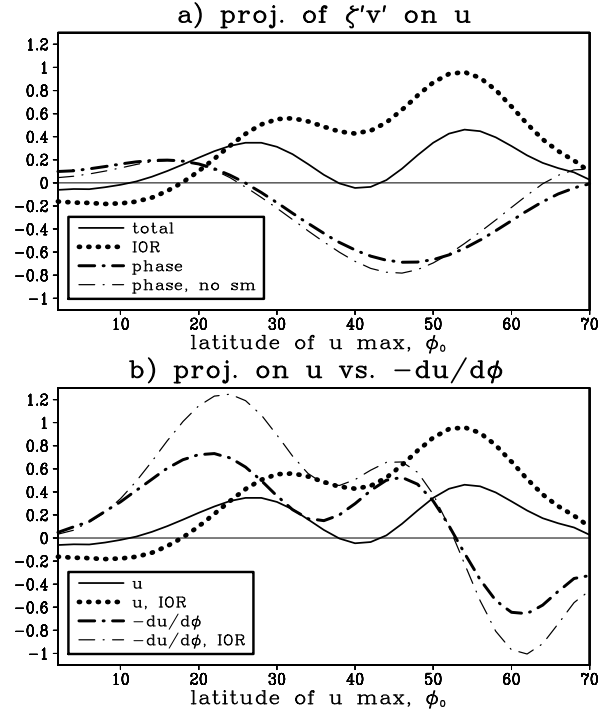 a) proj. of ζ'v' on u
1.2
1
0.8
0.6
0.4
0.2
0
-0.2
-0.4
-0.6
-0.8
-1
total
IOR
phase
phase, no sm
10 20 30 40 50 60 70
latitude of u max, ϕ₀
b) proj. on u vs. -du/dϕ
1.2
1
0.8
0.6
0.4
0.2
0
-0.2
-0.4
-0.6
-0.8
-1
u
u, IOR
-du/dϕ
-du/dϕ, IOR
10 20 30 40 50 60 70
latitude of u max, ϕ₀